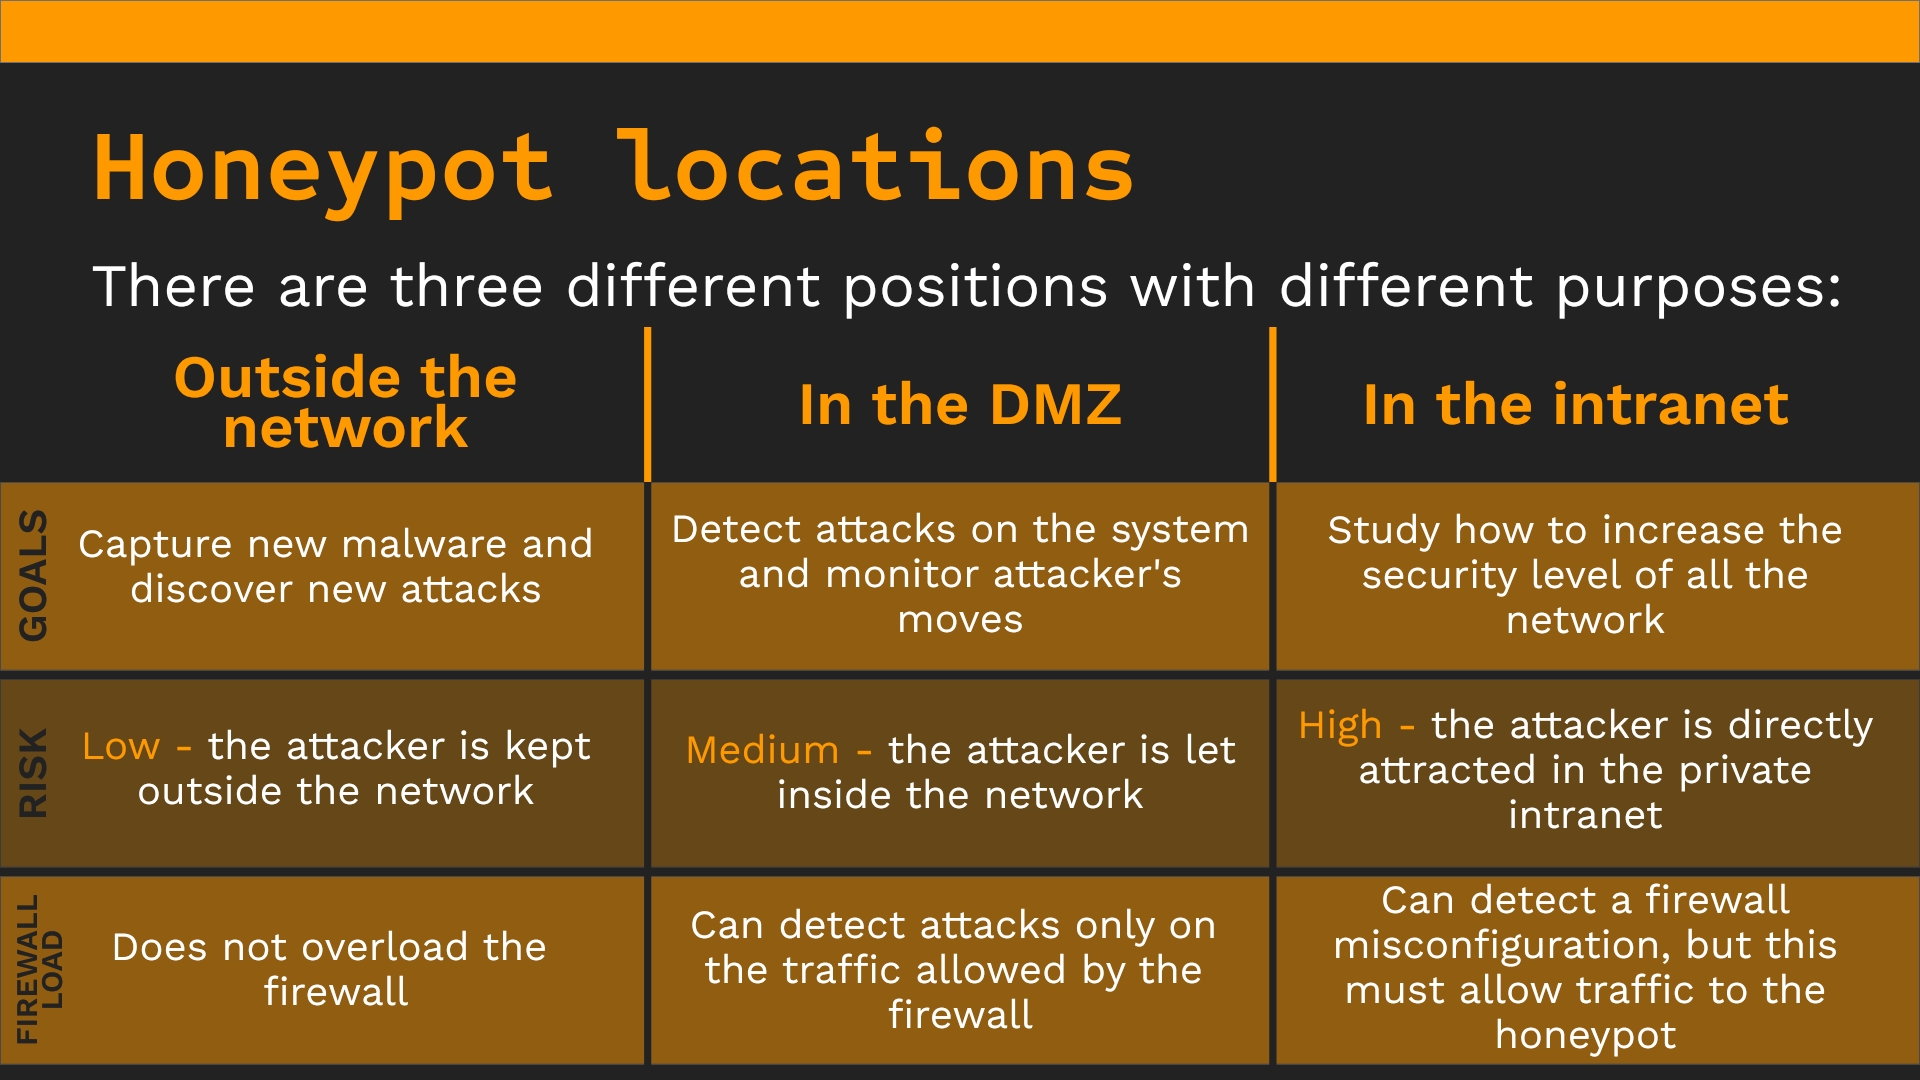 Honeypot locations
There are three different positions with different purposes:
Outside the
network
In the DMZ
In the intranet
GOALS
Capture new malware and
discover new attacks
Detect attacks on the system
and monitor attacker's
moves
Study how to increase the
security level of all the
network
RISK
Low - the attacker is kept
outside the network
Medium - the attacker is let
inside the network
High - the attacker is directly
attracted in the private
intranet
FIREWALL
LOAD
Does not overload the
firewall
Can detect attacks only on
the traffic allowed by the
firewall
Can detect a firewall
misconfiguration, but this
must allow traffic to the
honeypot